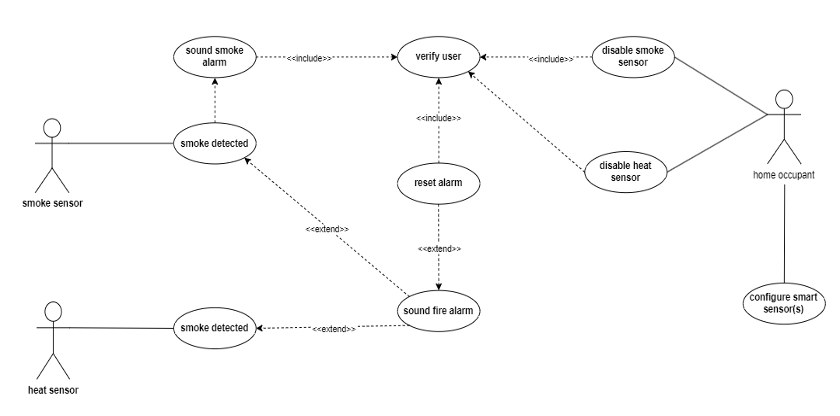 sound smoke
alarm
<<include>>
verify user
<<include>>
disable smoke
sensor
<<include>>
smoke detected
smoke sensor
reset alarm
disable heat
sensor
home occupant
<<extend>>
<<extend>>
configure smart
sensor(s)
sound fire alarm
smoke detected
<<extend>>
heat sensor